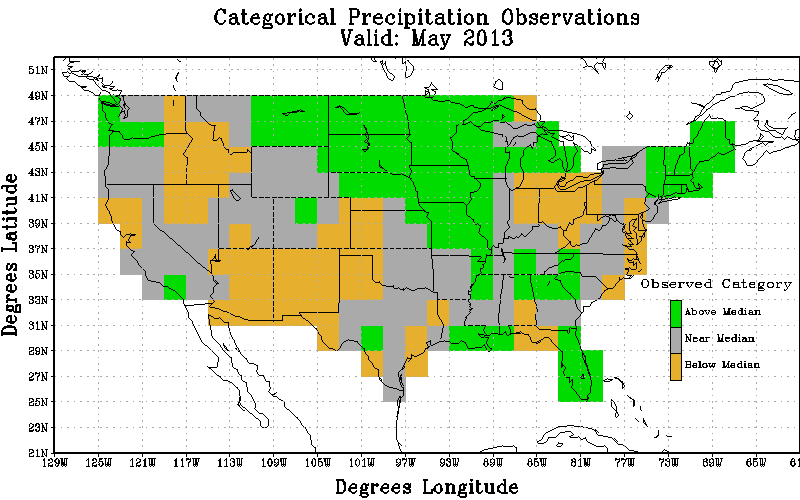 Categorical Precipitation Observations
Valid: May 2013
Degrees Latitude
51N
49N
47N
45N
43N
41N
39N
37N
35N
33N
31N
29N
27N
25N
23N
21N
Observed Category
Above Median
Near Median
Below Median
129W 125W 121W 117W 113W 109W 105W 101W 97W 93W 89W 85W 81W 77W 73W 69W 65W 61
Degrees Longitude